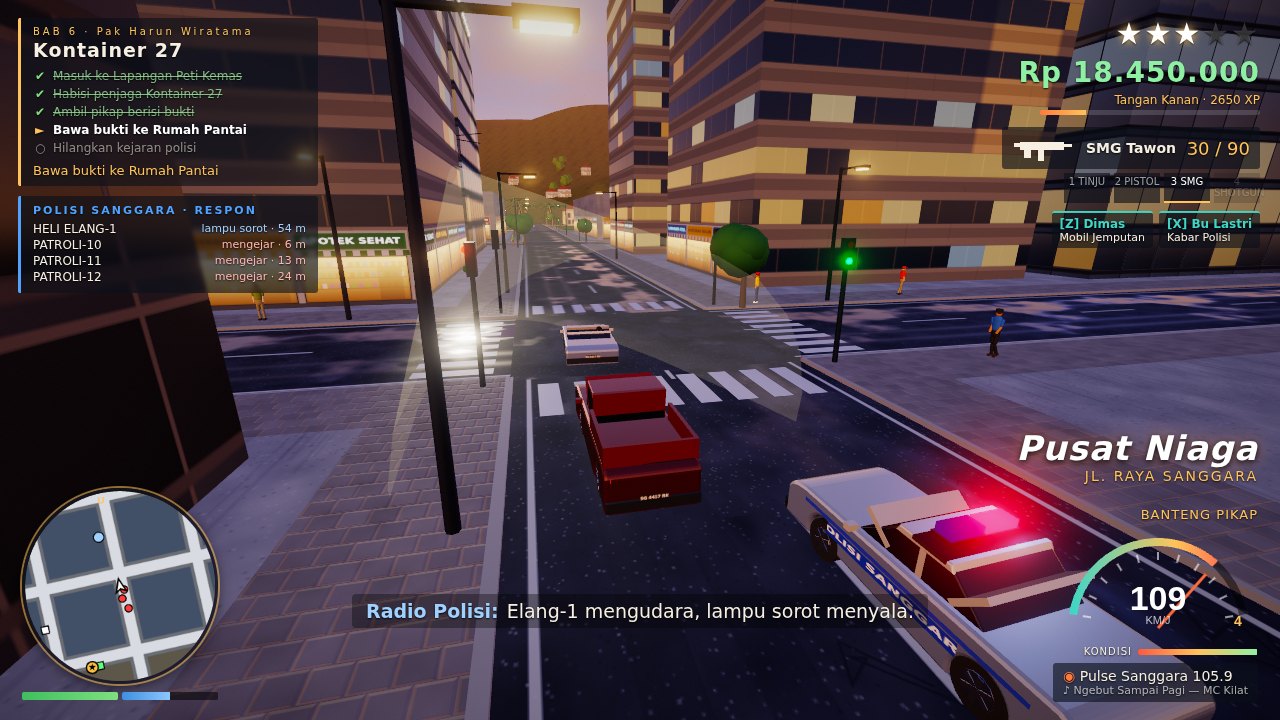 BAB 6 · Pak Harun Wiratama
Kontainer 27
✔ Masuk ke Lapangan Peti Kemas
✔ Habisi penjaga Kontainer 27
✔ Ambil pikap berisi bukti
► Bawa bukti ke Rumah Pantai
○ Hilangkan kejaran polisi
Bawa bukti ke Rumah Pantai
POLISI SANGGARA · RESPON
HELI ELANG-1 lampu sorot · 54 m
PATROLI-10 mengejar · 6 m
PATROLI-11 mengejar · 13 m
PATROLI-12 mengejar · 24 m
OTEK SEHAT
Rp 18.450.000
Tangan Kanan · 2650 XP
SMG Tawon 30 / 90
1 TINJU 2 PISTOL 3 SMG 4 SHOTGUN
[Z] Dimas
Mobil Jemputan
[X] Bu Lastri
Kabar Polisi
OLISI SANGGAR
Pusat Niaga
JL. RAYA SANGGARA
BANTENG PIKAP
109
KM/J
4
KONDISI
Radio Polisi: Elang-1 mengudara, lampu sorot menyala.
Pulse Sanggara 105.9
♪ Ngebut Sampai Pagi — MC Kilat